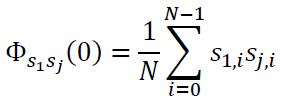 Φ_{s_1 s_j}(0) = \frac{1}{N} \sum_{i=0}^{N-1} s_{1,i} s_{j,i}